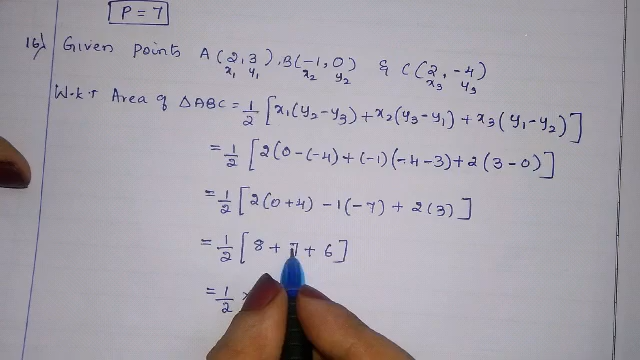 P = 7
16) Given points A(2, 3), B(-1, 0) & C(2, -4)
x₁ y₁ x₂ y₂ x₃ y₃
W.k.t Area of △ABC = 1/2 [x₁(y₂-y₃)+x₂(y₃-y₁)+x₃(y₁-y₂)]
= 1/2 [2(0-(-4)+(-1)(-4-3)+2(3-0)]
= 1/2 [2(0+4) -1(-7) + 2(3)]
= 1/2 [8+7+6]
= 1/2